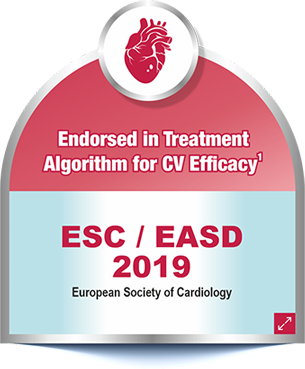 Endorsed in Treatment
Algorithm for CV Efficacy¹
ESC / EASD
2019
European Society of Cardiology